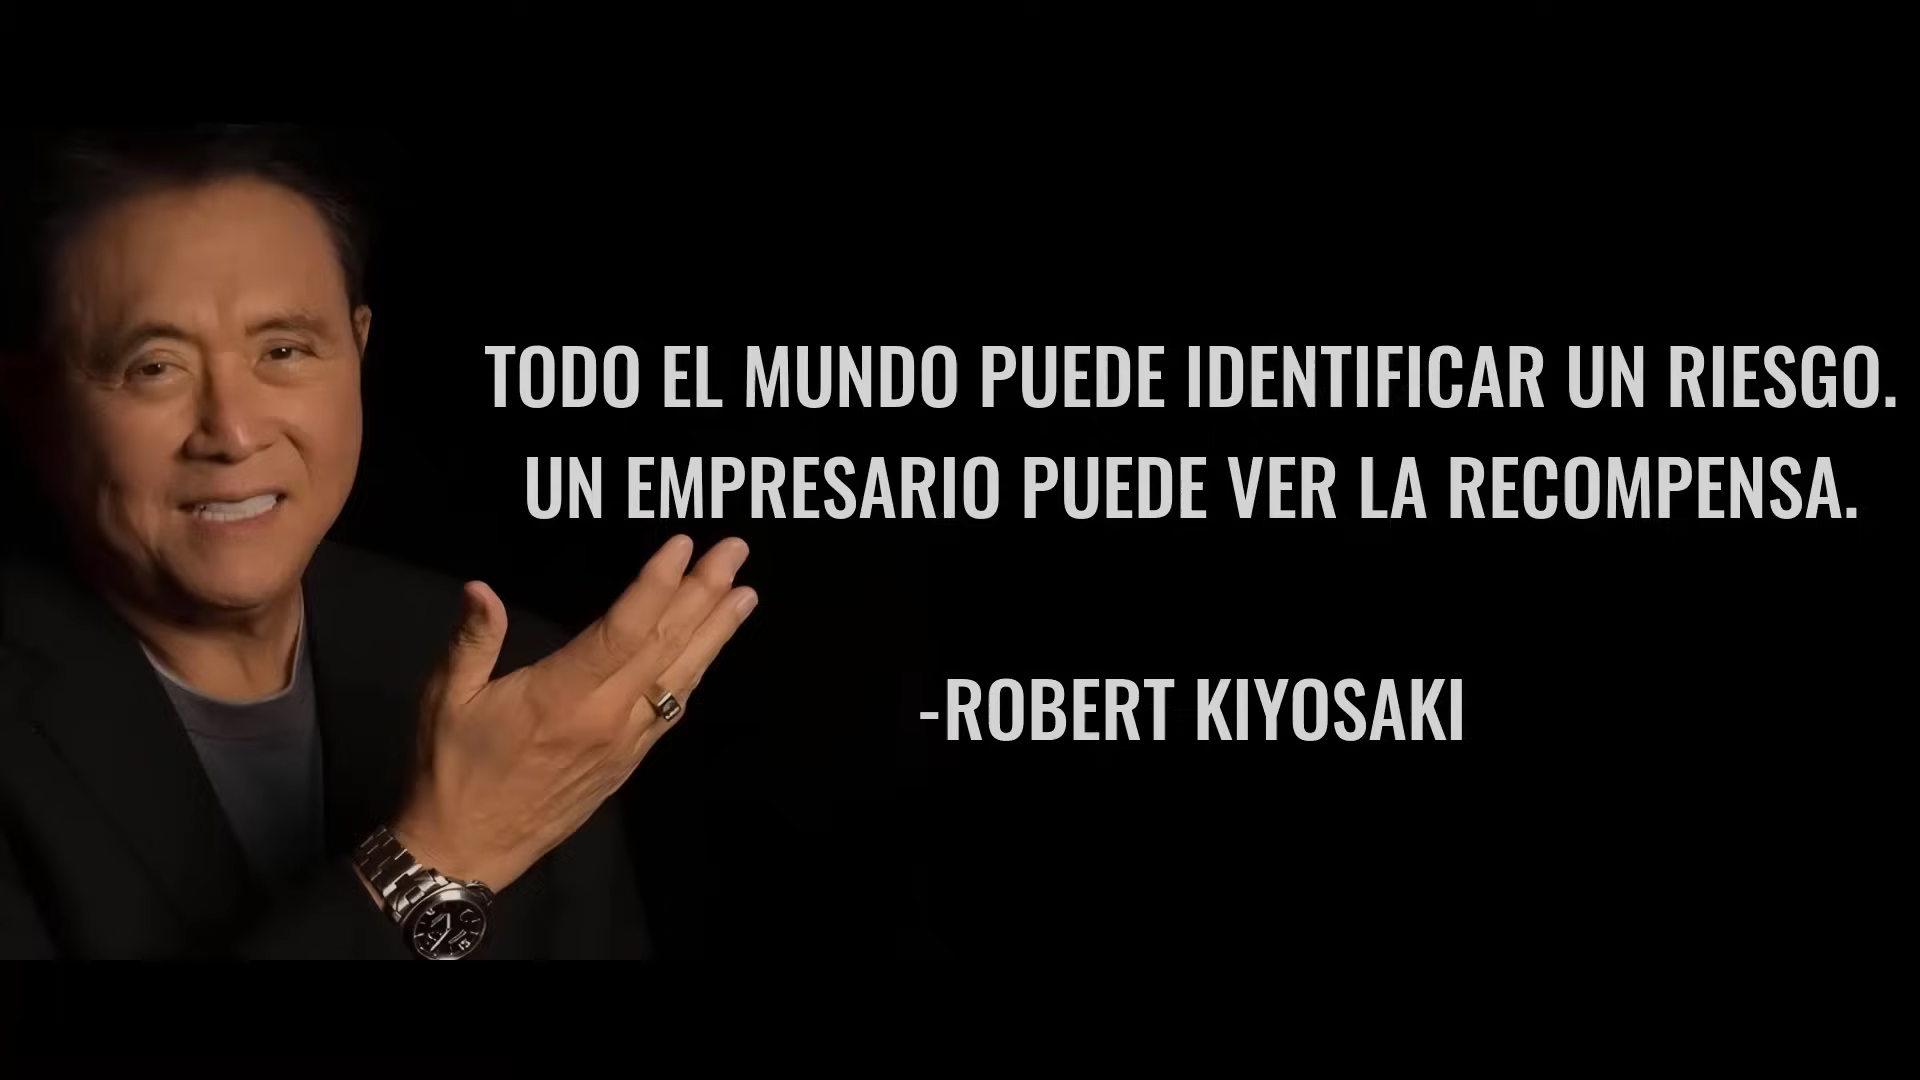 TODO EL MUNDO PUEDE IDENTIFICAR UN RIESGO.
UN EMPRESARIO PUEDE VER LA RECOMPENSA.
-ROBERT KIYOSAKI